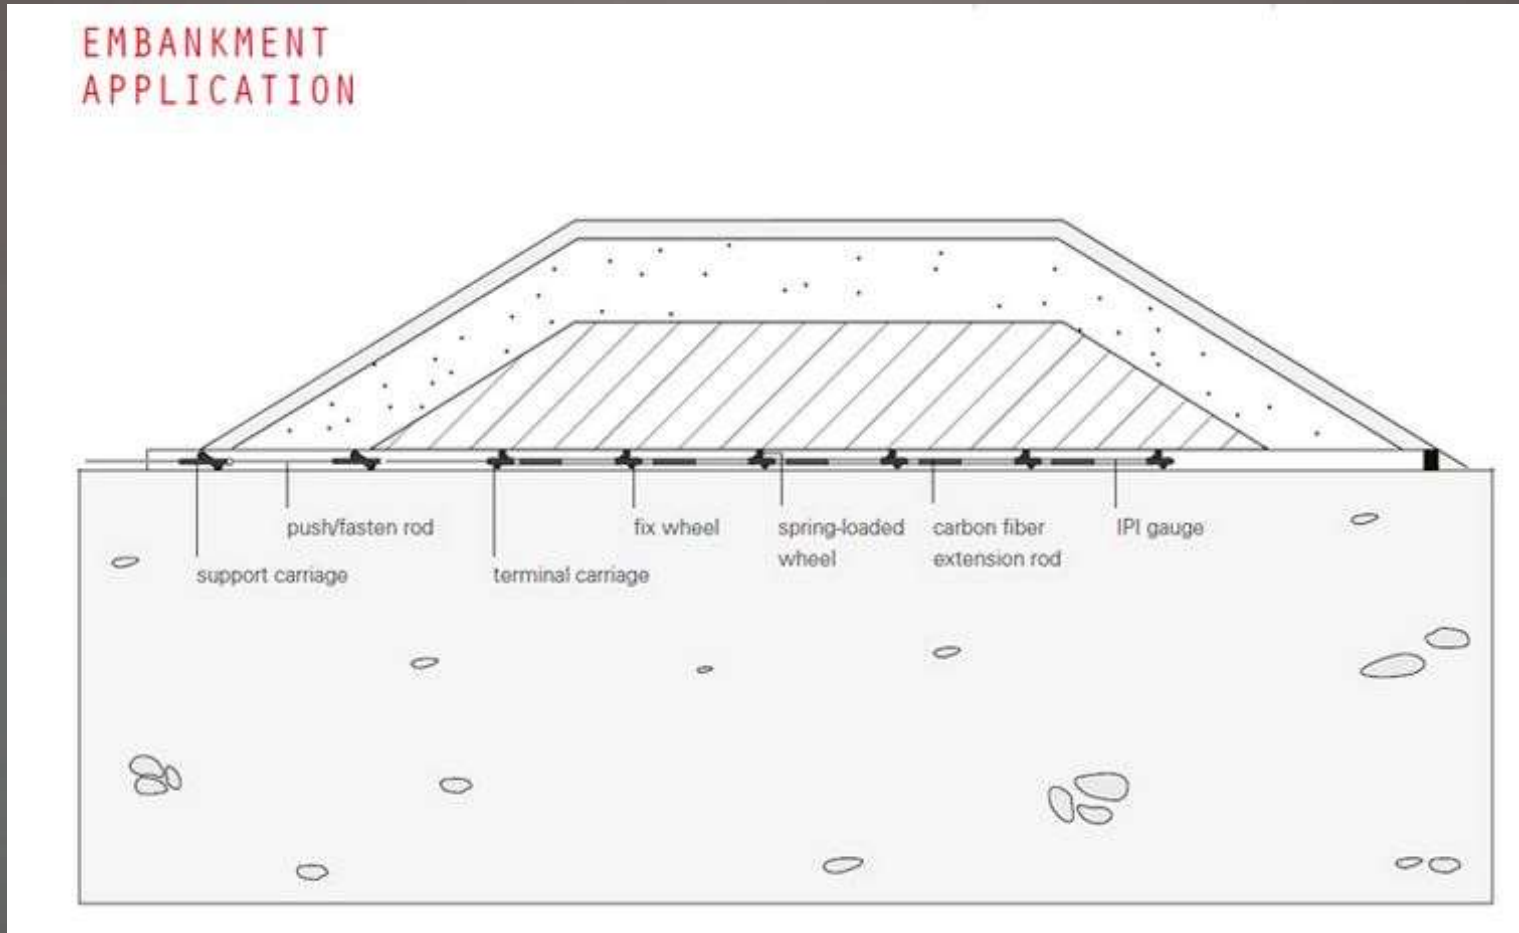 EMBANKMENT
APPLICATION
push/fasten rod
fix wheel
spring-loaded
wheel
carbon fiber
extension rod
IPI gauge
support carriage
terminal carriage